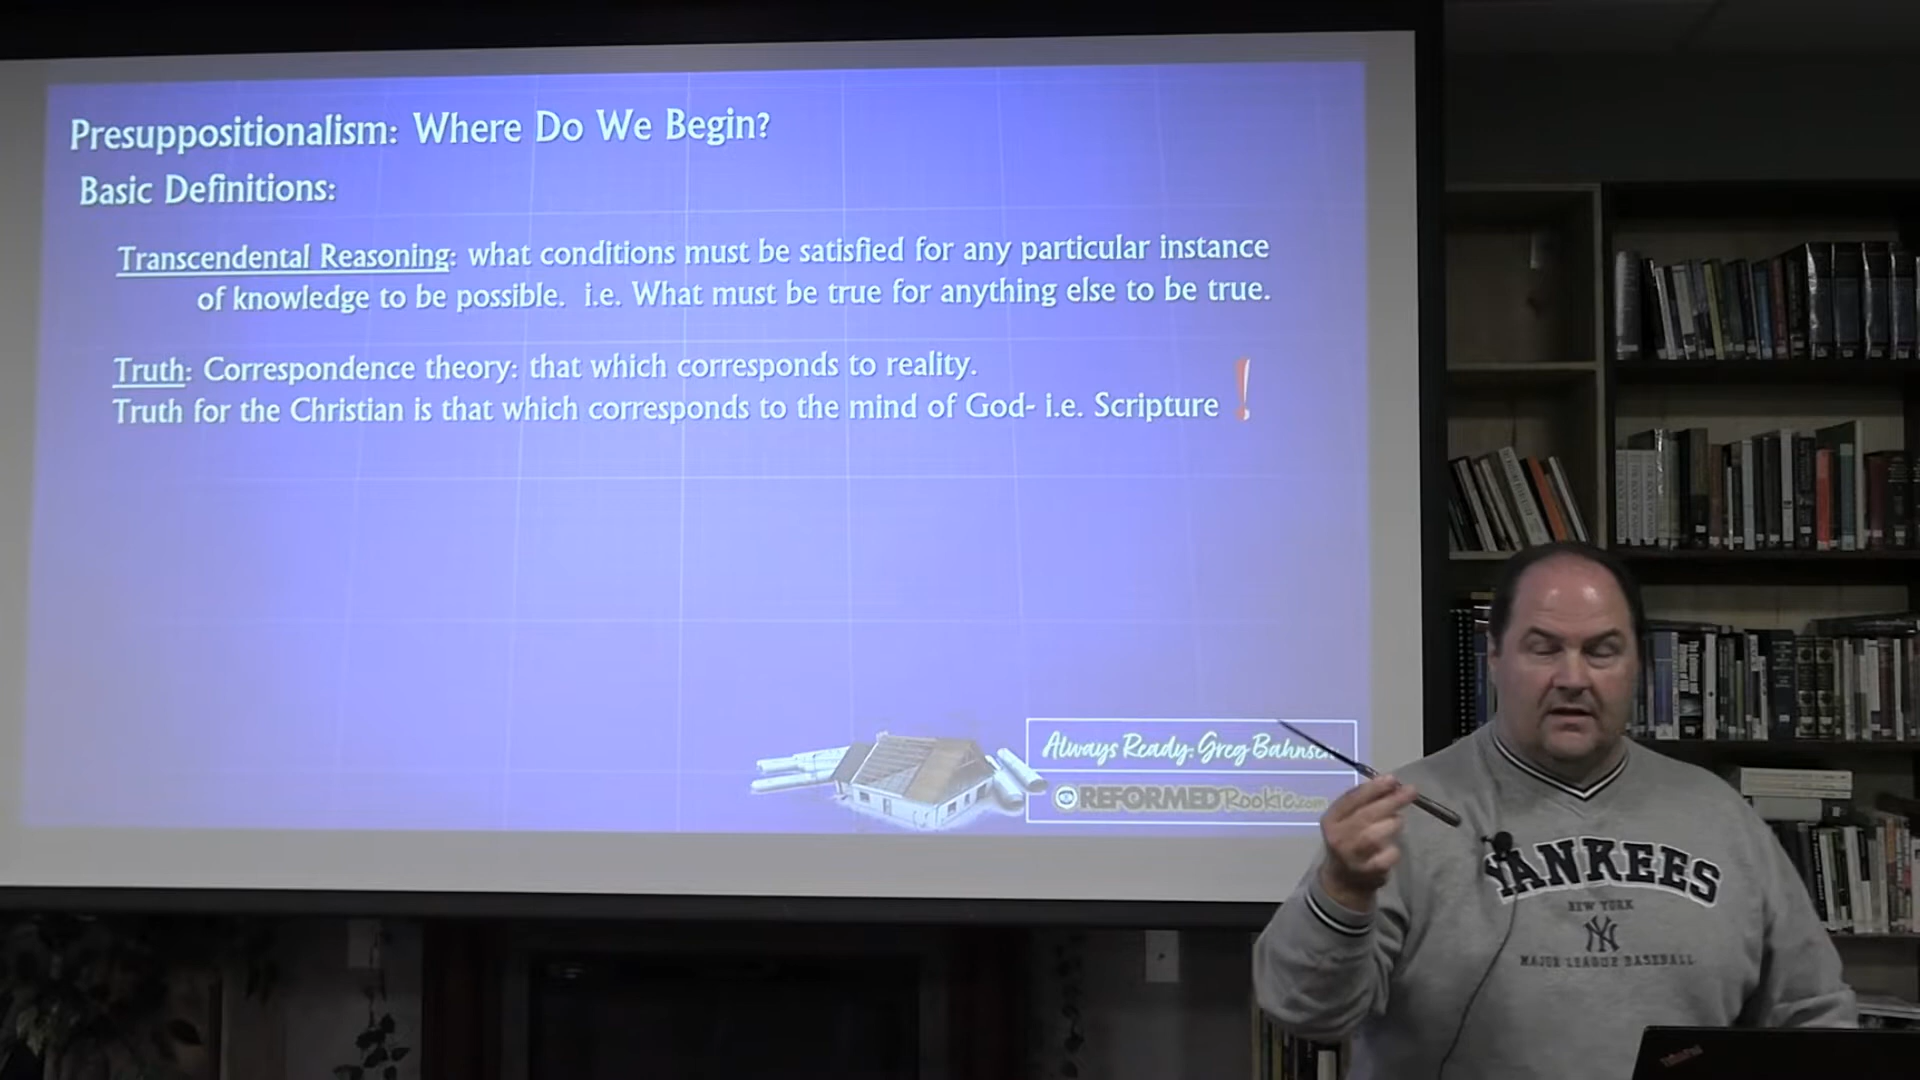 Presuppositionalism: Where Do We Begin?
Basic Definitions:
Transcendental Reasoning: what conditions must be satisfied for any particular instance
of knowledge to be possible. i.e. What must be true for anything else to be true.
Truth: Correspondence theory: that which corresponds to reality.
Truth for the Christian is that which corresponds to the mind of God- i.e. Scripture !
Always Ready: Greg Bahnsen
REFORMEDRookie.com
YANKEES
NEW YORK
NY
MAJOR LEAGUE BASEBALL
ThinkPad